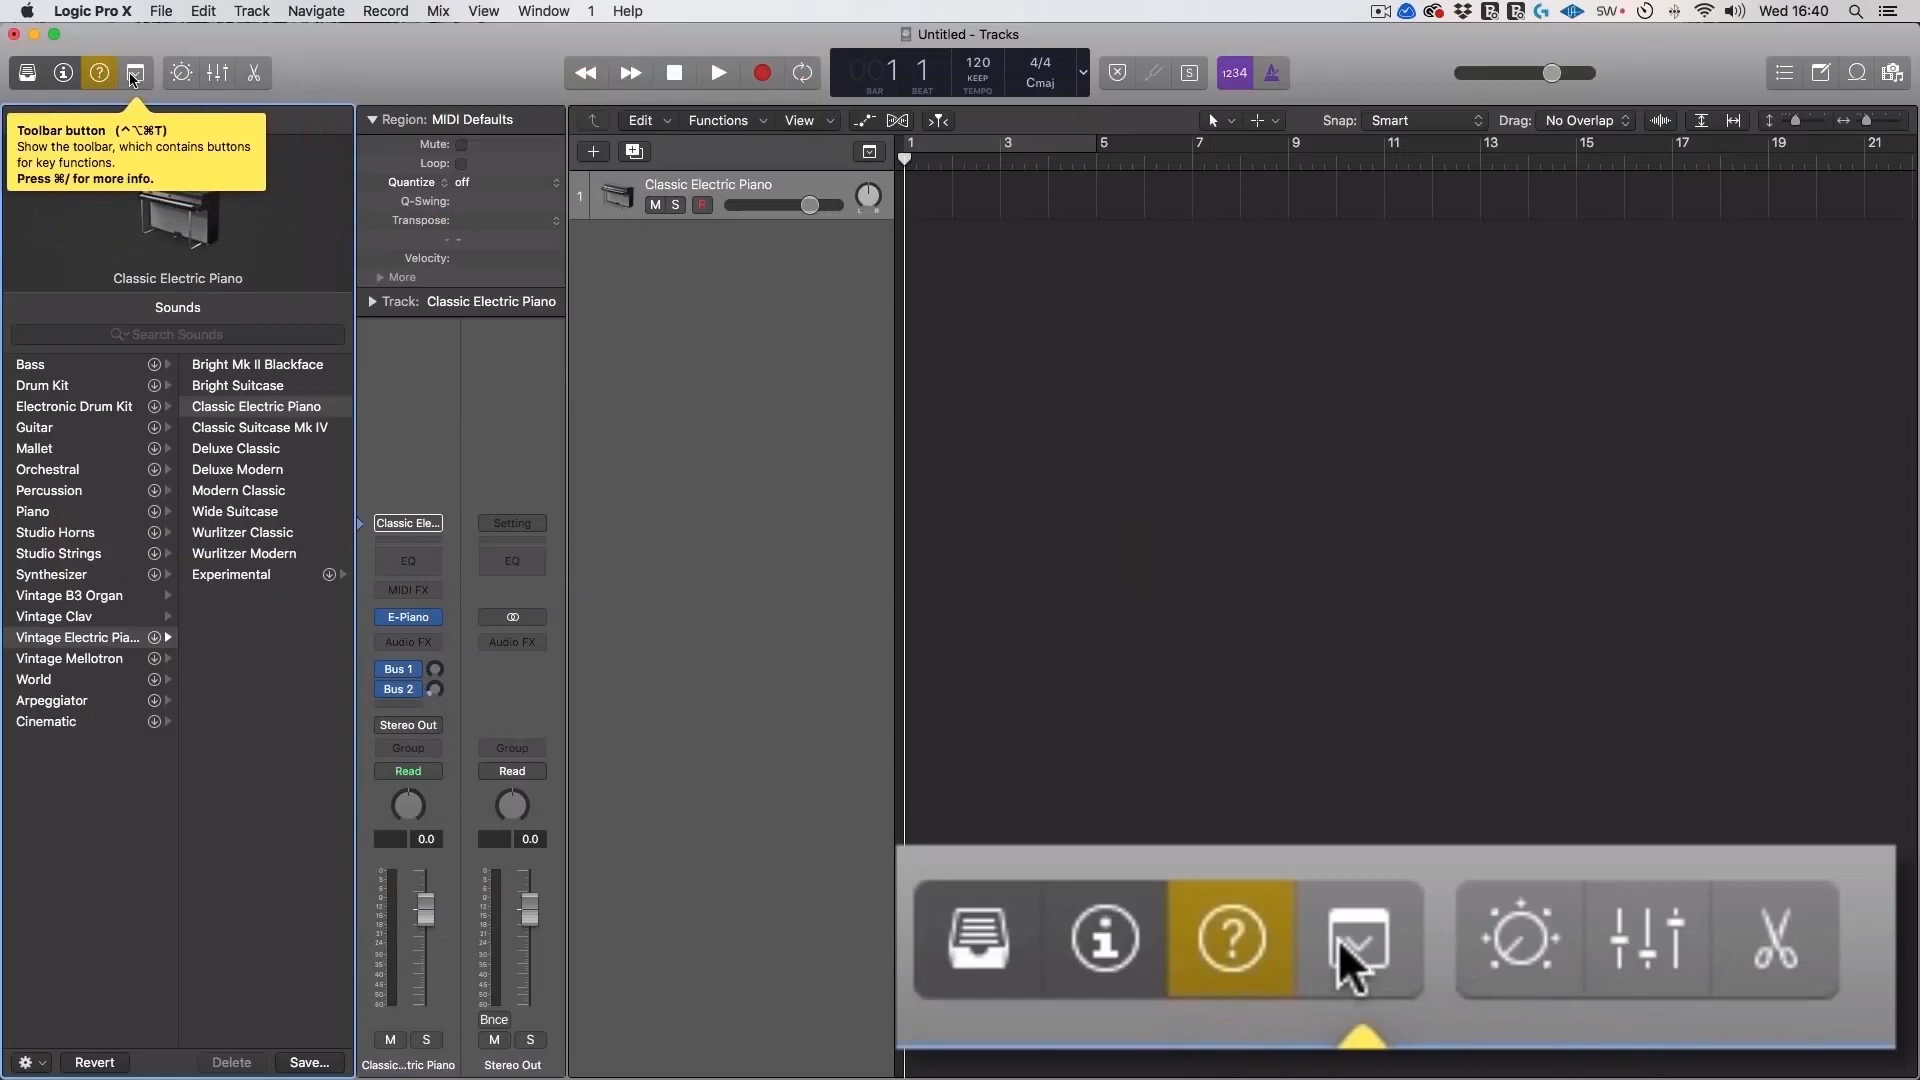 Logic Pro X File Edit Track Navigate Record Mix View Window 1 Help
SW Wed 16:40
Untitled - Tracks
1 1
BAR BEAT
120
KEEP
TEMPO
4/4
Cmaj
S
1234
Toolbar button (^⌥⌘T)
Show the toolbar, which contains buttons
for key functions.
Press ⌘/ for more info.
Classic Electric Piano
Sounds
Search Sounds
Bass
Drum Kit
Electronic Drum Kit
Guitar
Mallet
Orchestral
Percussion
Piano
Studio Horns
Studio Strings
Synthesizer
Vintage B3 Organ
Vintage Clav
Vintage Electric Pia...
Vintage Mellotron
World
Arpeggiator
Cinematic
Bright Mk II Blackface
Bright Suitcase
Classic Electric Piano
Classic Suitcase Mk IV
Deluxe Classic
Deluxe Modern
Modern Classic
Wide Suitcase
Wurlitzer Classic
Wurlitzer Modern
Experimental
Revert Delete Save...
Region: MIDI Defaults
Mute:
Loop:
Quantize off
Q-Swing:
Transpose:
- -
Velocity:
More
Track: Classic Electric Piano
Classic Ele...
EQ
MIDI FX
E-Piano
Audio FX
Bus 1
Bus 2
Stereo Out
Group
Read
0.0
M S
Classic...tric Piano
Setting
EQ
Audio FX
Group
Read
0.0
Bnce
M S
Stereo Out
Edit Functions View
Snap: Smart Drag: No Overlap
1 3 5 7 9 11 13 15 17 19 21
1
Classic Electric Piano
M S R
L R